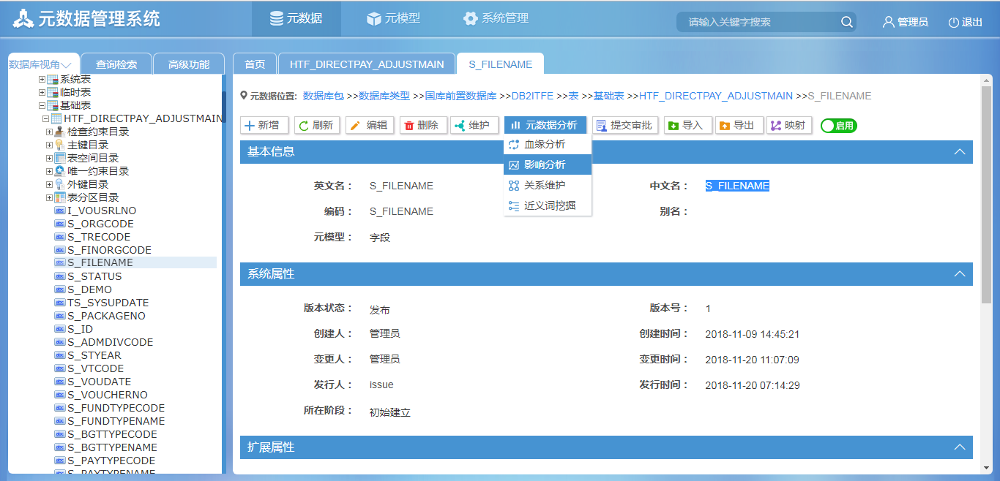 元数据管理系统
元数据
元模型
系统管理
请输入关键字搜索
管理员
退出
数据库视角
查询检索
高级功能
首页
HTF_DIRECTPAY_ADJUSTMAIN
S_FILENAME
系统表
临时表
基础表
HTF_DIRECTPAY_ADJUSTMAIN
检查约束目录
主键目录
表空间目录
唯一约束目录
外键目录
表分区目录
I_VOUSRLNO
S_ORGCODE
S_TRECODE
S_FINORGCODE
S_FILENAME
S_STATUS
S_DEMO
TS_SYSUPDATE
S_PACKAGENO
S_ID
S_ADMDIVCODE
S_STYEAR
S_VTCODE
S_VOUDATE
S_VOUCHERNO
S_FUNDTYPECODE
S_FUNDTYPENAME
S_BGTTYPECODE
S_BGTTYPENAME
S_PAYTYPECODE
S_PAYTYPENAME
元数据位置: 数据库包 >>数据库类型 >>国库前置数据库 >>DB2ITFE >>表 >>基础表 >>HTF_DIRECTPAY_ADJUSTMAIN >>S_FILENAME
新增 刷新 编辑 删除 维护 元数据分析 提交审批 导入 导出 映射 启用
血缘分析
影响分析
关系维护
近义词挖掘
基本信息
英文名： S_FILENAME 中文名： S_FILENAME
编码： S_FILENAME 别名：
元模型： 字段
系统属性
版本状态： 发布 版本号： 1
创建人： 管理员 创建时间： 2018-11-09 14:45:21
变更人： 管理员 变更时间： 2018-11-20 11:07:09
发行人： issue 发行时间： 2018-11-20 07:14:29
所在阶段： 初始建立
扩展属性